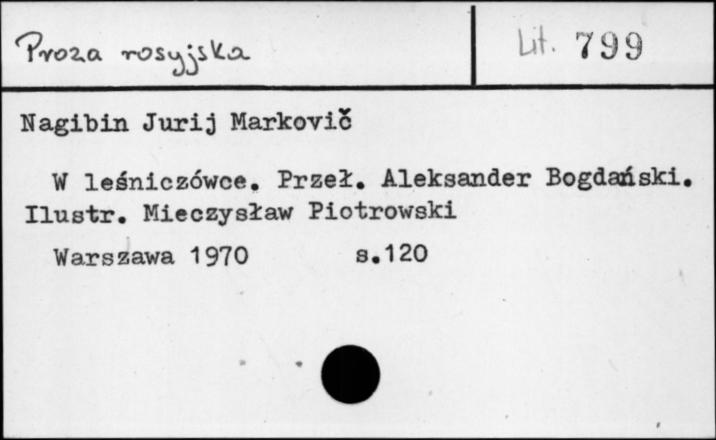 Proza rosyjska
Lit. 799
Nagibin Jurij Markovič
W leśniczówce. Przeł. Aleksander Bogdański.
Ilustr. Mieczysław Piotrowski
Warszawa 1970 s.120